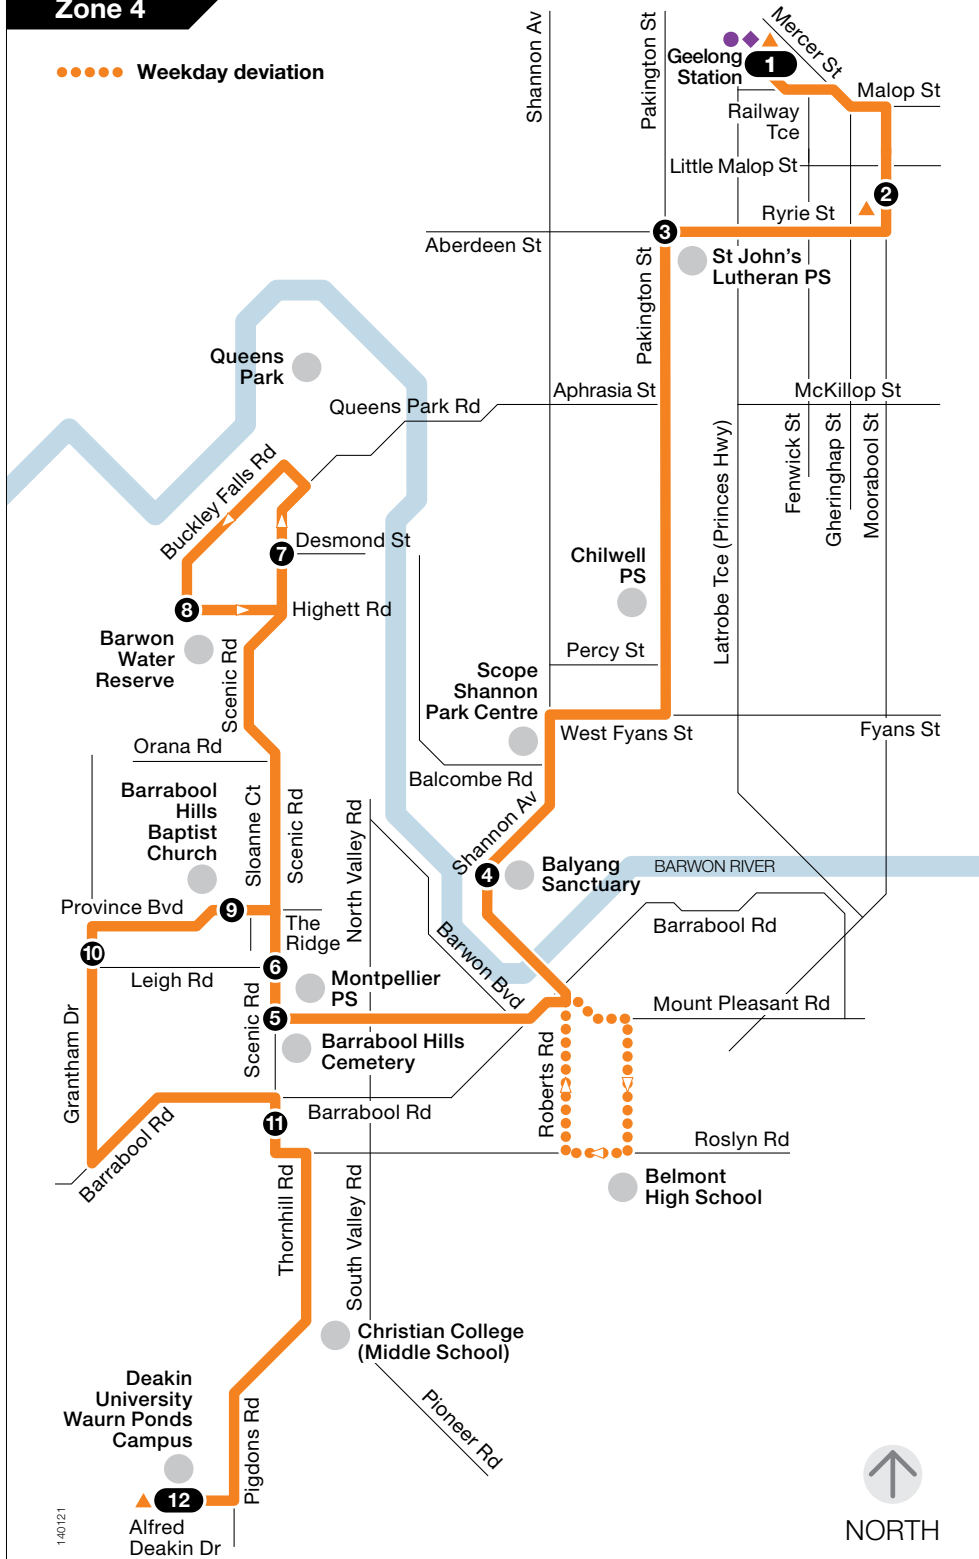 Zone 4
Weekday deviation
Shannon Av
Pakington St
Mercer St
Geelong
Station
1
Malop St
Railway
Tce
Little Malop St
2
Ryrie St
Aberdeen St
3
St John's
Lutheran PS
Pakington St
Queens
Park
Aphrasia St
McKillop St
Queens Park Rd
Latrobe Tce (Princes Hwy)
Fenwick St
Gheringhap St
Moorabool St
Buckley Falls Rd
7
Desmond St
Chilwell
PS
8
Highett Rd
Barwon
Water
Reserve
Scenic Rd
Percy St
Scope
Shannon
Park Centre
West Fyans St
Fyans St
Orana Rd
Balcombe Rd
Barrabool
Hills
Baptist
Church
Sloanne Ct
Scenic Rd
North Valley Rd
Shannon Av
4
Balyang
Sanctuary
BARWON RIVER
Province Bvd
9
The
Ridge
Barrabool Rd
10
Barwon Bvd
Leigh Rd
6
Montpellier
PS
Mount Pleasant Rd
Scenic Rd
5
Barrabool Hills
Cemetery
Grantham Dr
Roberts Rd
Barrabool Rd
Barrabool Rd
11
Roslyn Rd
Belmont
High School
Thornhill Rd
South Valley Rd
Christian College
(Middle School)
Deakin
University
Waurn Ponds
Campus
Pigdons Rd
Pioneer Rd
12
Alfred
Deakin Dr
140121
NORTH